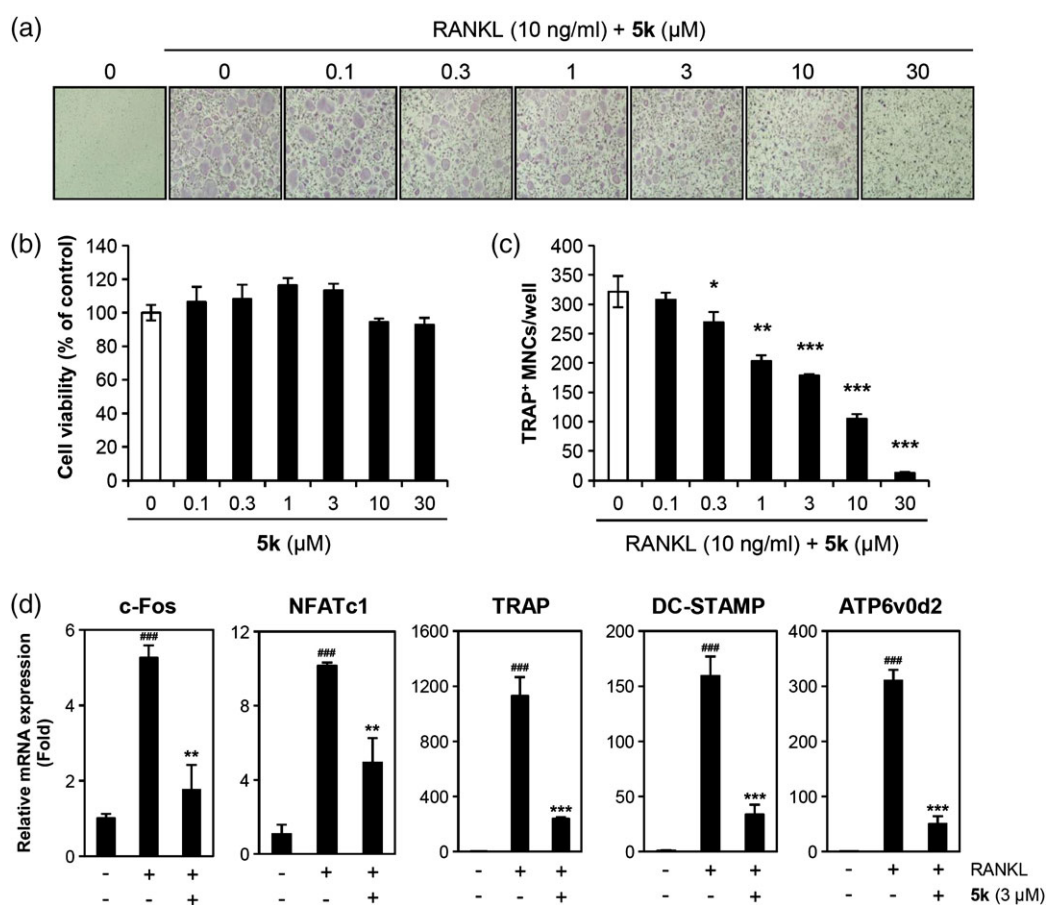 (a)
RANKL (10 ng/ml) + 5k (μM)
0 0 0.1 0.3 1 3 10 30
(b)
Cell viability (% of control)
140
120
100
80
60
40
20
0
0 0.1 0.3 1 3 10 30
5k (μM)
(c)
TRAP+ MNCs/well
400
350
300
250
200
150
100
50
0
* ** *** *** ***
0 0.1 0.3 1 3 10 30
RANKL (10 ng/ml) + 5k (μM)
(d)
Relative mRNA expression
(Fold)
c-Fos
6
4
2
0
### **
- + +
- +
NFATc1
12
8
4
0
### **
- + +
- +
TRAP
1600
1200
800
400
0
### ***
- + +
- - +
DC-STAMP
200
150
100
50
0
### ***
- + +
- - +
ATP6v0d2
400
300
200
100
0
### ***
- + + RANKL
- - + 5k (3 μM)